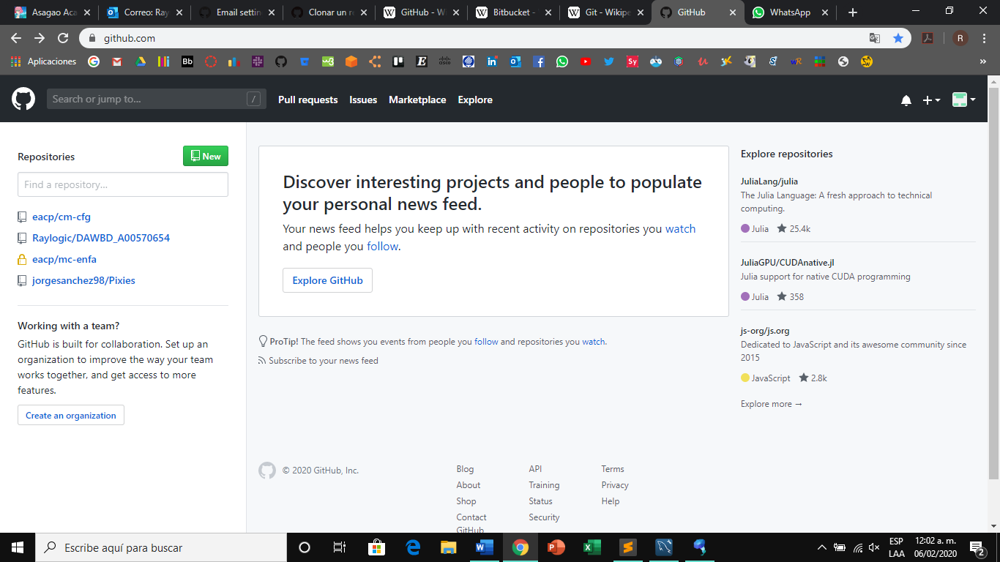 Asagao Aca
Correo: Ray
Email settin
Clonar un re
GitHub - Wi
Bitbucket -
Git - Wikipe
GitHub
WhatsApp
github.com
R
Aplicaciones
Search or jump to...
/
Pull requests
Issues
Marketplace
Explore
Repositories
New
Find a repository...
eacp/cm-cfg
Raylogic/DAWBD_A00570654
eacp/mc-enfa
jorgesanchez98/Pixies
Working with a team?
GitHub is built for collaboration. Set up an
organization to improve the way your team
works together, and get access to more
features.
Create an organization
Discover interesting projects and people to populate
your personal news feed.
Your news feed helps you keep up with recent activity on repositories you watch
and people you follow.
Explore GitHub
ProTip! The feed shows you events from people you follow and repositories you watch.
Subscribe to your news feed
Explore repositories
JuliaLang/julia
The Julia Language: A fresh approach to technical
computing.
Julia 25.4k
JuliaGPU/CUDAnative.jl
Julia support for native CUDA programming
Julia 358
js-org/js.org
Dedicated to JavaScript and its awesome community since
2015
JavaScript 2.8k
Explore more →
© 2020 GitHub, Inc.
Blog
About
Shop
Contact
GitHub
API
Training
Status
Security
Terms
Privacy
Help
Escribe aquí para buscar
ESP
LAA
12:02 a. m.
06/02/2020
2